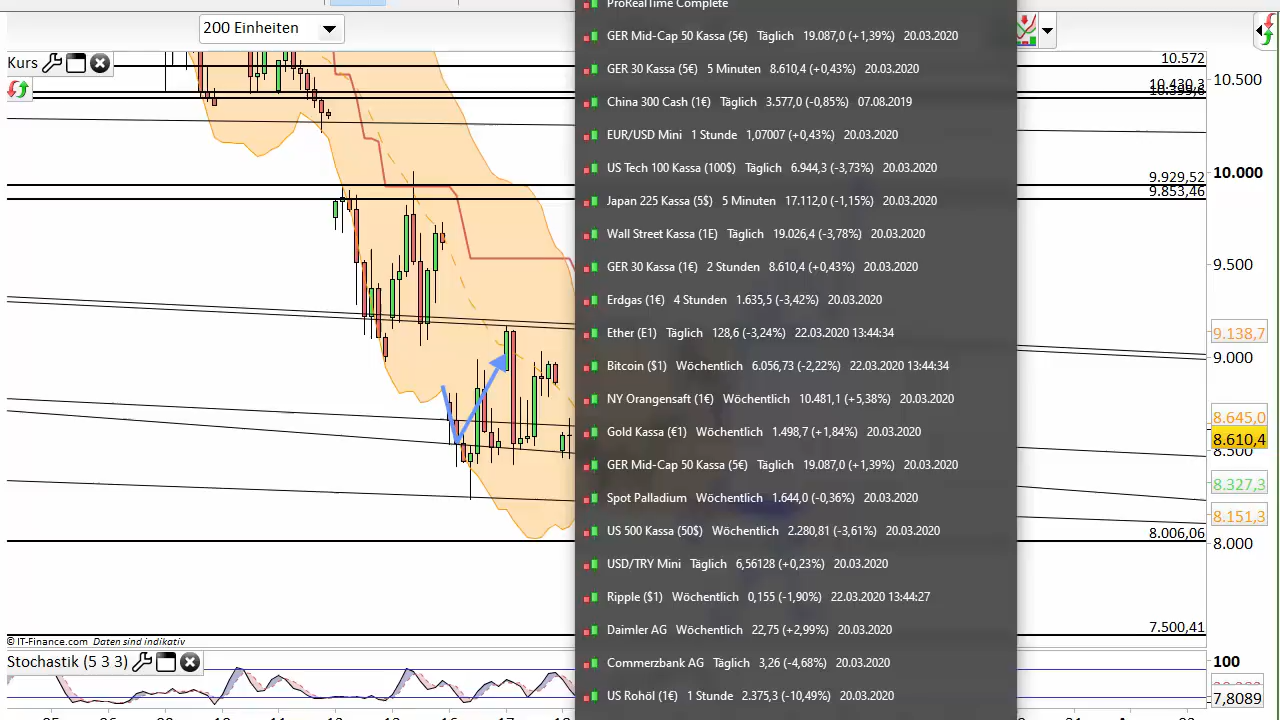 ProRealTime Complete
200 Einheiten
GER Mid-Cap 50 Kassa (5€) Täglich 19.087,0 (+1,39%) 20.03.2020
Kurs
GER 30 Kassa (5€) 5 Minuten 8.610,4 (+0,43%) 20.03.2020
China 300 Cash (1€) Täglich 3.577,0 (-0,85%) 07.08.2019
EUR/USD Mini 1 Stunde 1,07007 (+0,43%) 20.03.2020
US Tech 100 Kassa (100$) Täglich 6.944,3 (-3,73%) 20.03.2020
Japan 225 Kassa (5$) 5 Minuten 17.112,0 (-1,15%) 20.03.2020
Wall Street Kassa (1E) Täglich 19.026,4 (-3,78%) 20.03.2020
GER 30 Kassa (1€) 2 Stunden 8.610,4 (+0,43%) 20.03.2020
Erdgas (1€) 4 Stunden 1.635,5 (-3,42%) 20.03.2020
Ether (E1) Täglich 128,6 (-3,24%) 22.03.2020 13:44:34
Bitcoin ($1) Wöchentlich 6.056,73 (-2,22%) 22.03.2020 13:44:34
NY Orangensaft (1€) Wöchentlich 10.481,1 (+5,38%) 20.03.2020
Gold Kassa (€1) Wöchentlich 1.498,7 (+1,84%) 20.03.2020
GER Mid-Cap 50 Kassa (5€) Täglich 19.087,0 (+1,39%) 20.03.2020
Spot Palladium Wöchentlich 1.644,0 (-0,36%) 20.03.2020
US 500 Kassa (50$) Wöchentlich 2.280,81 (-3,61%) 20.03.2020
USD/TRY Mini Täglich 6,56128 (+0,23%) 20.03.2020
Ripple ($1) Wöchentlich 0,155 (-1,90%) 22.03.2020 13:44:27
Daimler AG Wöchentlich 22,75 (+2,99%) 20.03.2020
Commerzbank AG Täglich 3,26 (-4,68%) 20.03.2020
US Rohöl (1€) 1 Stunde 2.375,3 (-10,49%) 20.03.2020
10.572
10.500
10.430,3
10.000
9.929,52
9.853,46
9.500
9.138,7
9.000
8.645,0
8.610,4
8.500
8.327,3
8.151,3
8.006,06
8.000
7.500,41
© IT-Finance.com Daten sind indikativ
Stochastik (5 3 3)
100
7,8089